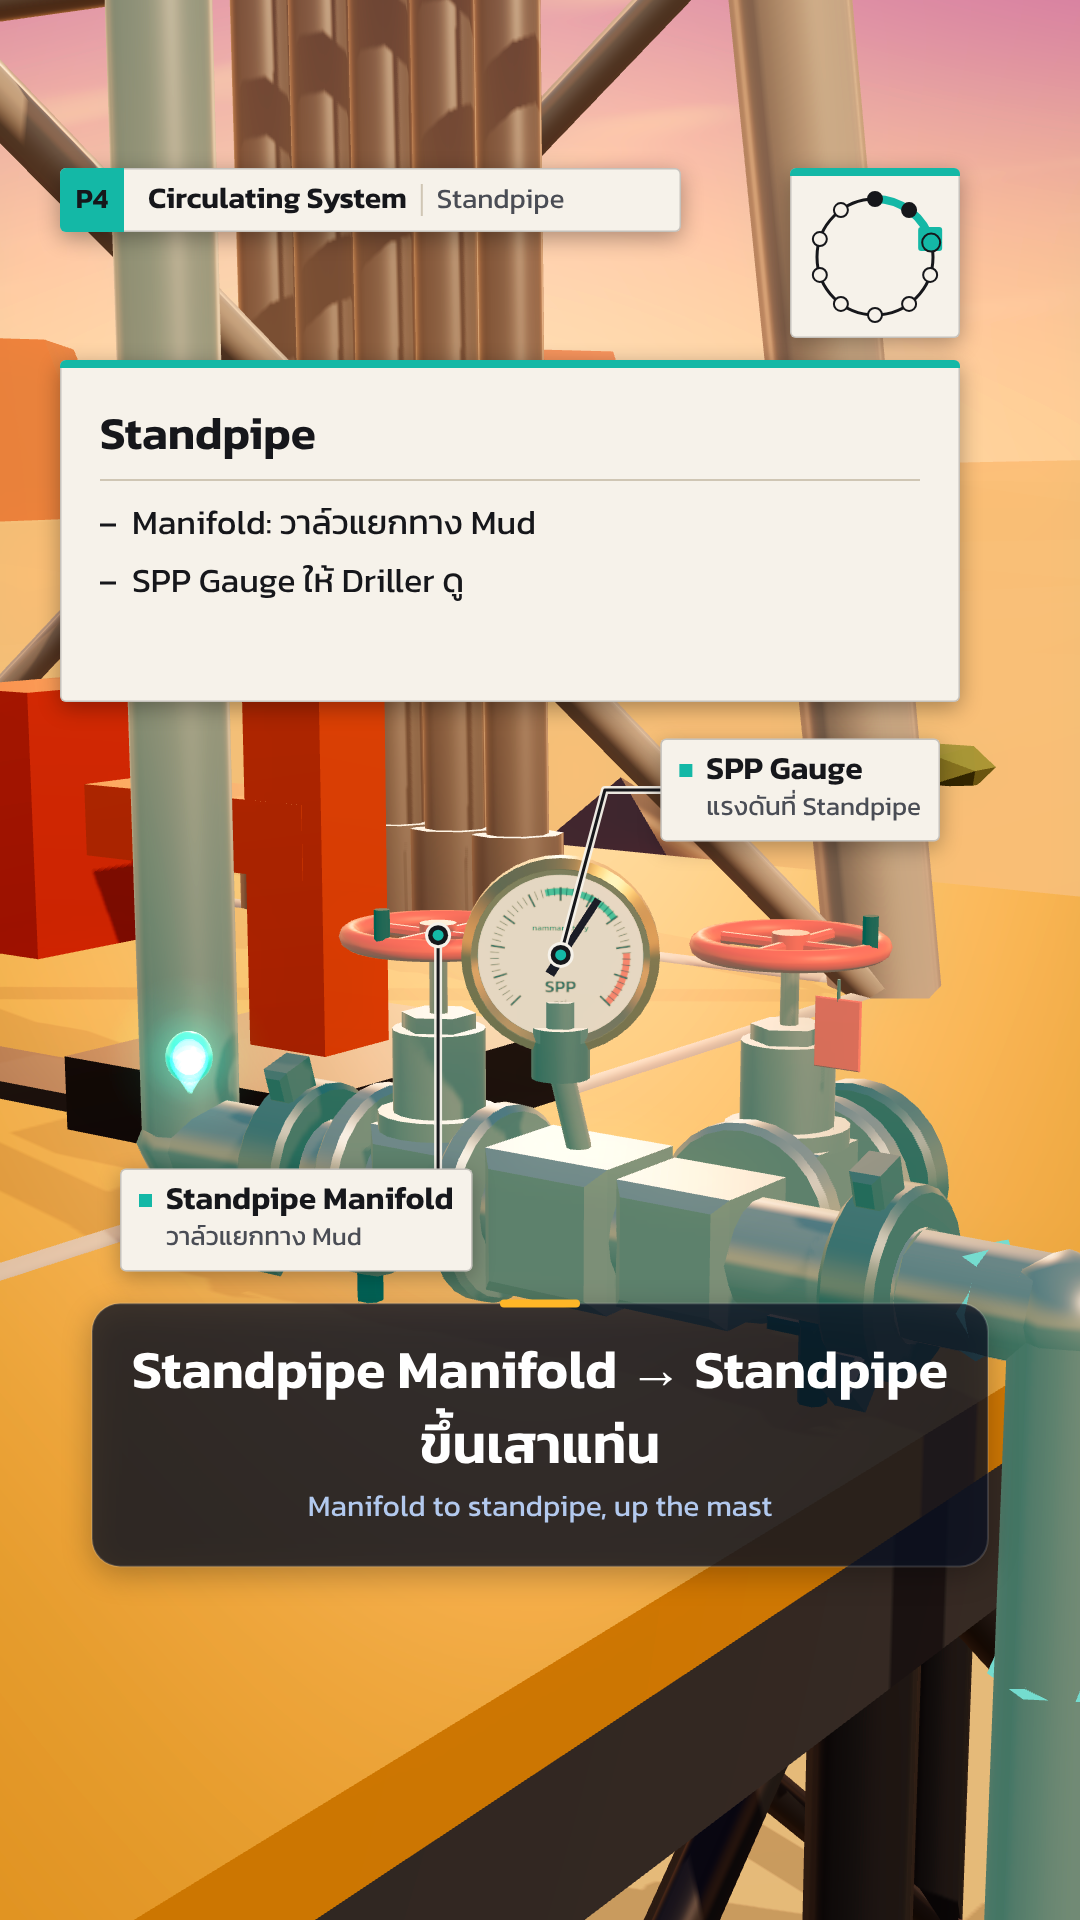 P4 Circulating System | Standpipe
Standpipe
– Manifold: วาล์วแยกทาง Mud
– SPP Gauge ให้ Driller ดู
SPP Gauge
แรงดันที่ Standpipe
SPP
Standpipe Manifold
วาล์วแยกทาง Mud
Standpipe Manifold → Standpipe
ขึ้นเสาแท่น
Manifold to standpipe, up the mast